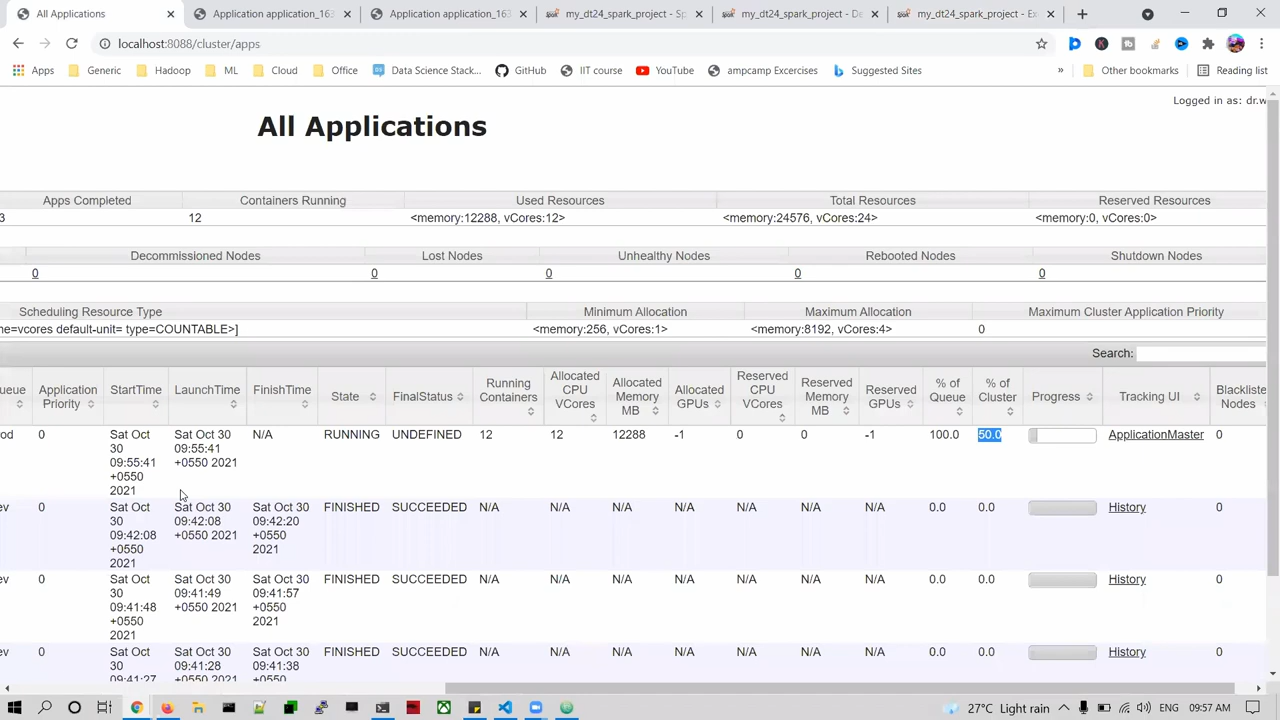 All Applications
Application application_163
Application application_163
my_dt24_spark_project - Sp
my_dt24_spark_project - De
my_dt24_spark_project - Ex
localhost:8088/cluster/apps
Apps Generic Hadoop ML Cloud Office Data Science Stack... GitHub IIT course YouTube ampcamp Excercises Suggested Sites » Other bookmarks Reading list
Logged in as: dr.w
All Applications
Apps Completed Containers Running Used Resources Total Resources Reserved Resources
3 12 <memory:12288, vCores:12> <memory:24576, vCores:24> <memory:0, vCores:0>
Decommissioned Nodes Lost Nodes Unhealthy Nodes Rebooted Nodes Shutdown Nodes
0 0 0 0 0
Scheduling Resource Type Minimum Allocation Maximum Allocation Maximum Cluster Application Priority
ne=vcores default-unit= type=COUNTABLE>] <memory:256, vCores:1> <memory:8192, vCores:4> 0
Search:
ueue Application Priority StartTime LaunchTime FinishTime State FinalStatus Running Containers Allocated CPU VCores Allocated Memory MB Allocated GPUs Reserved CPU VCores Reserved Memory MB Reserved GPUs % of Queue % of Cluster Progress Tracking UI Blackliste Nodes
od 0 Sat Oct 30 09:55:41 +0550 2021 Sat Oct 30 09:55:41 +0550 2021 N/A RUNNING UNDEFINED 12 12 12288 -1 0 0 -1 100.0 50.0 ApplicationMaster 0
ev 0 Sat Oct 30 09:42:08 +0550 2021 Sat Oct 30 09:42:08 +0550 2021 Sat Oct 30 09:42:20 +0550 2021 FINISHED SUCCEEDED N/A N/A N/A N/A N/A N/A N/A 0.0 0.0 History 0
ev 0 Sat Oct 30 09:41:48 +0550 2021 Sat Oct 30 09:41:49 +0550 2021 Sat Oct 30 09:41:57 +0550 2021 FINISHED SUCCEEDED N/A N/A N/A N/A N/A N/A N/A 0.0 0.0 History 0
ev 0 Sat Oct 30 09:41:27 Sat Oct 30 09:41:28 +0550 2021 Sat Oct 30 09:41:38 +0550 FINISHED SUCCEEDED N/A N/A N/A N/A N/A N/A N/A 0.0 0.0 History 0
27°C Light rain ENG 09:57 AM